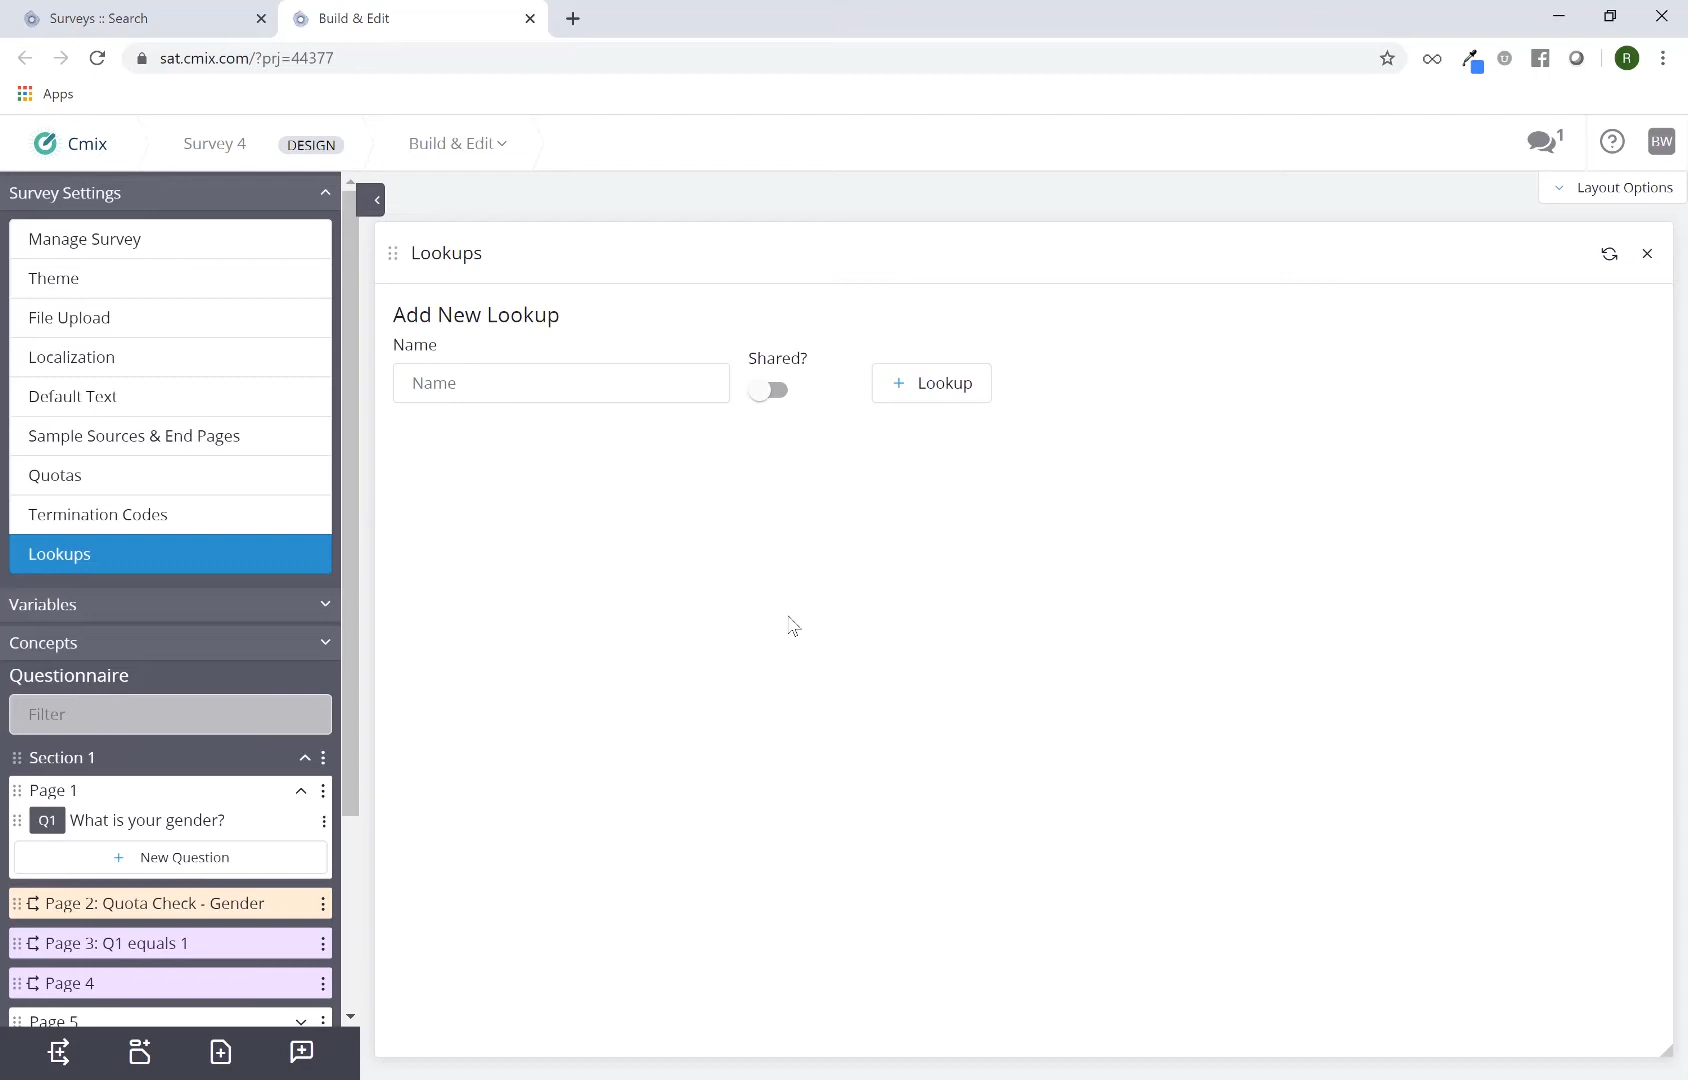 Surveys :: Search
Build & Edit
sat.cmix.com/?prj=44377
R
Apps
Cmix
Survey 4
DESIGN
Build & Edit
1
BW
Layout Options
Survey Settings
Manage Survey
Theme
File Upload
Localization
Default Text
Sample Sources & End Pages
Quotas
Termination Codes
Lookups
Variables
Concepts
Questionnaire
Filter
Section 1
Page 1
Q1 What is your gender?
+ New Question
Page 2: Quota Check - Gender
Page 3: Q1 equals 1
Page 4
Page 5
Lookups
Add New Lookup
Name
Shared?
Name
+ Lookup